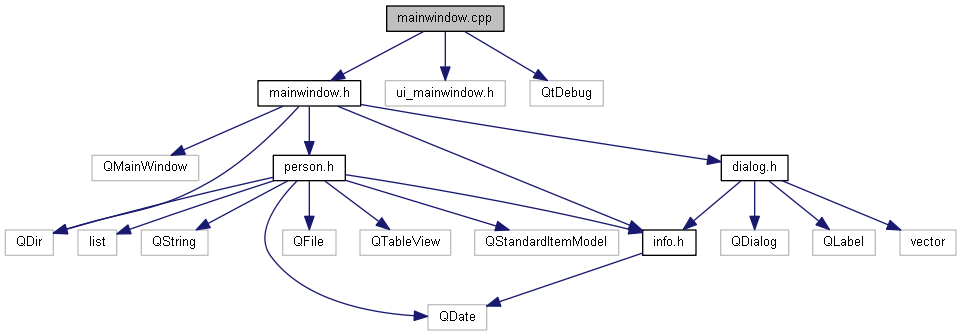 mainwindow.cpp
mainwindow.h
ui_mainwindow.h
QtDebug
QMainWindow
person.h
dialog.h
QDir
list
QString
QFile
QTableView
QStandardItemModel
info.h
QDialog
QLabel
vector
QDate